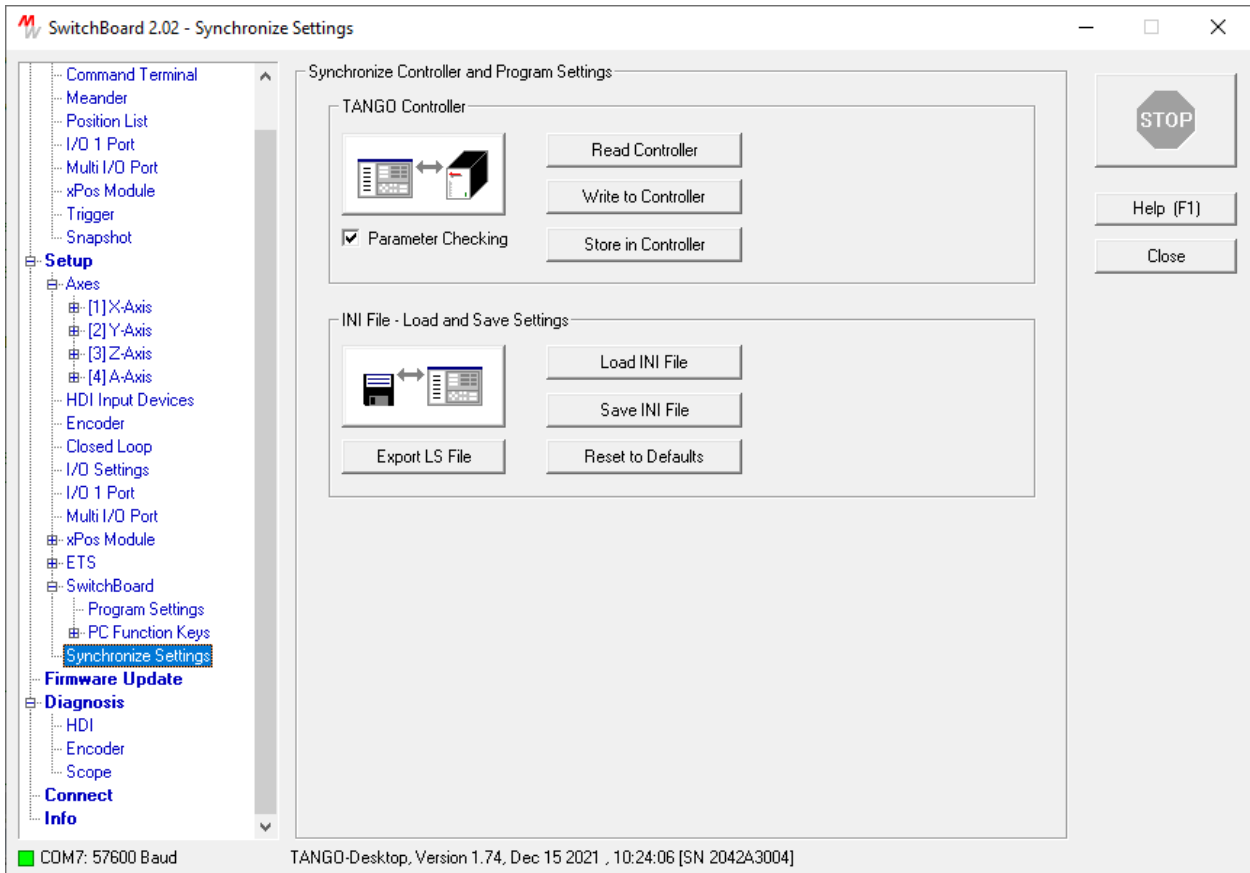 SwitchBoard 2.02 - Synchronize Settings
Command Terminal
Meander
Position List
I/O 1 Port
Multi I/O Port
xPos Module
Trigger
Snapshot
Setup
Axes
[1] X-Axis
[2] Y-Axis
[3] Z-Axis
[4] A-Axis
HDI Input Devices
Encoder
Closed Loop
I/O Settings
I/O 1 Port
Multi I/O Port
xPos Module
ETS
SwitchBoard
Program Settings
PC Function Keys
Synchronize Settings
Firmware Update
Diagnosis
HDI
Encoder
Scope
Connect
Info
Synchronize Controller and Program Settings
TANGO Controller
Read Controller
Write to Controller
Parameter Checking
Store in Controller
INI File - Load and Save Settings
Load INI File
Save INI File
Export LS File
Reset to Defaults
STOP
Help (F1)
Close
COM7: 57600 Baud
TANGO-Desktop, Version 1.74, Dec 15 2021 , 10:24:06 [SN 2042A3004]